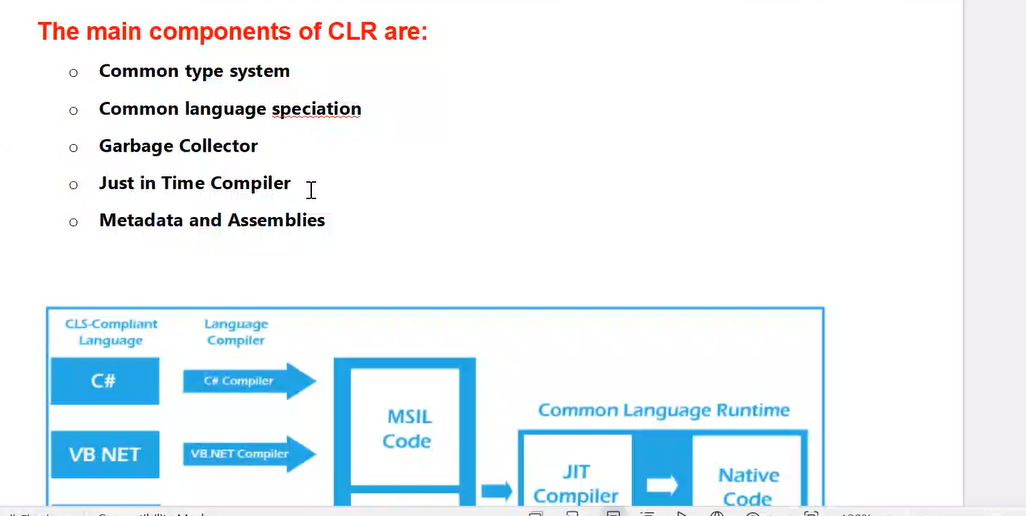 The main components of CLR are:
Common type system
Common language speciation
Garbage Collector
Just in Time Compiler
Metadata and Assemblies
CLS-Compliant
Language
Language
Compiler
C#
C# Compiler
MSIL
Code
Common Language Runtime
VB NET
VB.NET Compiler
JIT
Compiler
Native
Code